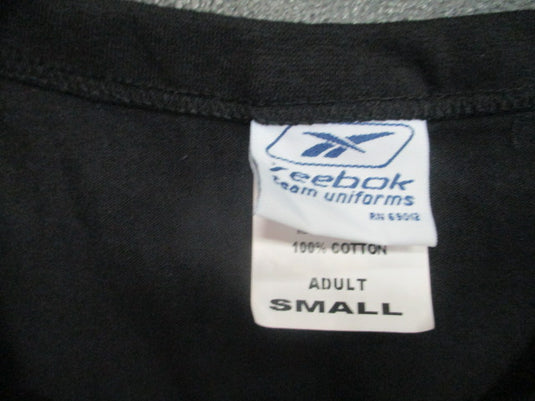 reebok
team uniforms
RN 69012
100% COTTON
ADULT
SMALL